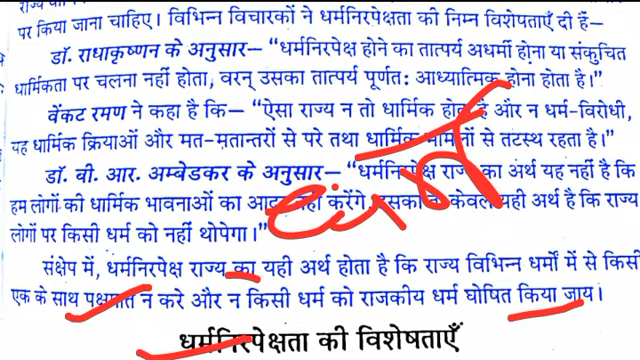 पर किया जाना चाहिए। विभिन्न विचारकों ने धर्मनिरपेक्षता की निम्न विशेषताएँ दी हैं—
डॉ. राधाकृष्णन के अनुसार— “धर्मनिरपेक्ष होने का तात्पर्य अधर्मी होना या संकुचित
धार्मिकता पर चलना नहीं होता, वरन् उसका तात्पर्य पूर्णत: आध्यात्मिक होना होता है।”
वेंकट रमण ने कहा है कि— “ऐसा राज्य न तो धार्मिक होता है और न धर्म-विरोधी,
यह धार्मिक क्रियाओं और मत-मतान्तरों से परे तथा धार्मिक मामलों से तटस्थ रहता है।”
डॉ. बी. आर. अम्बेडकर के अनुसार— “धर्मनिरपेक्ष राज्य का अर्थ यह नहीं है कि
हम लोगों की धार्मिक भावनाओं का आदर नहीं करेंगे, इसका तो केवल यही अर्थ है कि राज्य
लोगों पर किसी धर्म को नहीं थोपेगा।”
संक्षेप में, धर्मनिरपेक्ष राज्य का यही अर्थ होता है कि राज्य विभिन्न धर्मों में से किसी
एक के साथ पक्षपात न करे और न किसी धर्म को राजकीय धर्म घोषित किया जाय।
धर्मनिरपेक्षता की विशेषताएँ